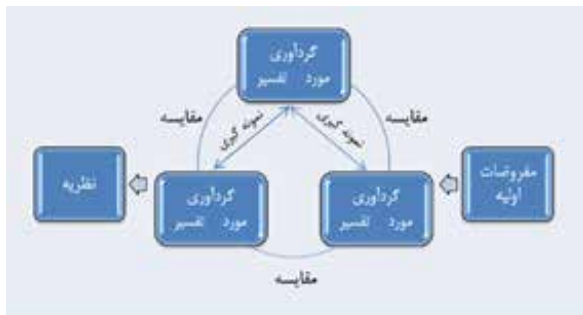 گردآوری
مورد تفسیر
مقایسه
مقایسه
نمونه گیری
نمونه گیری
مفروضات
اولیه
گردآوری
مورد تفسیر
گردآوری
مورد تفسیر
نظریه
مقایسه